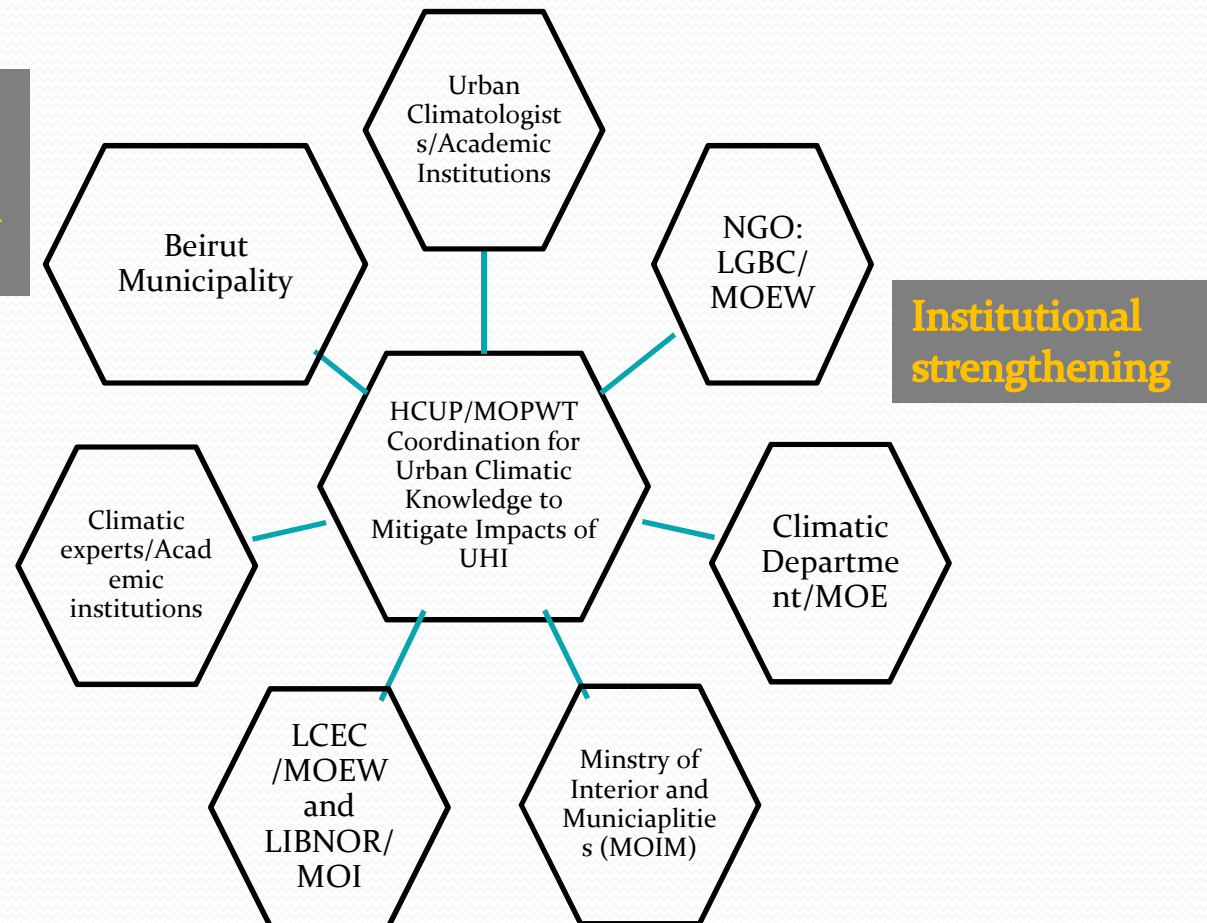 Urban
Climatologist
s/Academic
Institutions
Beirut
Municipality
NGO:
LGBC/
MOEW
Institutional
strengthening
HCUP/MOPWT
Coordination for
Urban Climatic
Knowledge to
Mitigate Impacts of
UHI
Climatic
experts/Acad
emic
institutions
Climatic
Departme
nt/MOE
LCEC
/MOEW
and
LIBNOR/
MOI
Minstry of
Interior and
Municiaplitie
s (MOIM)